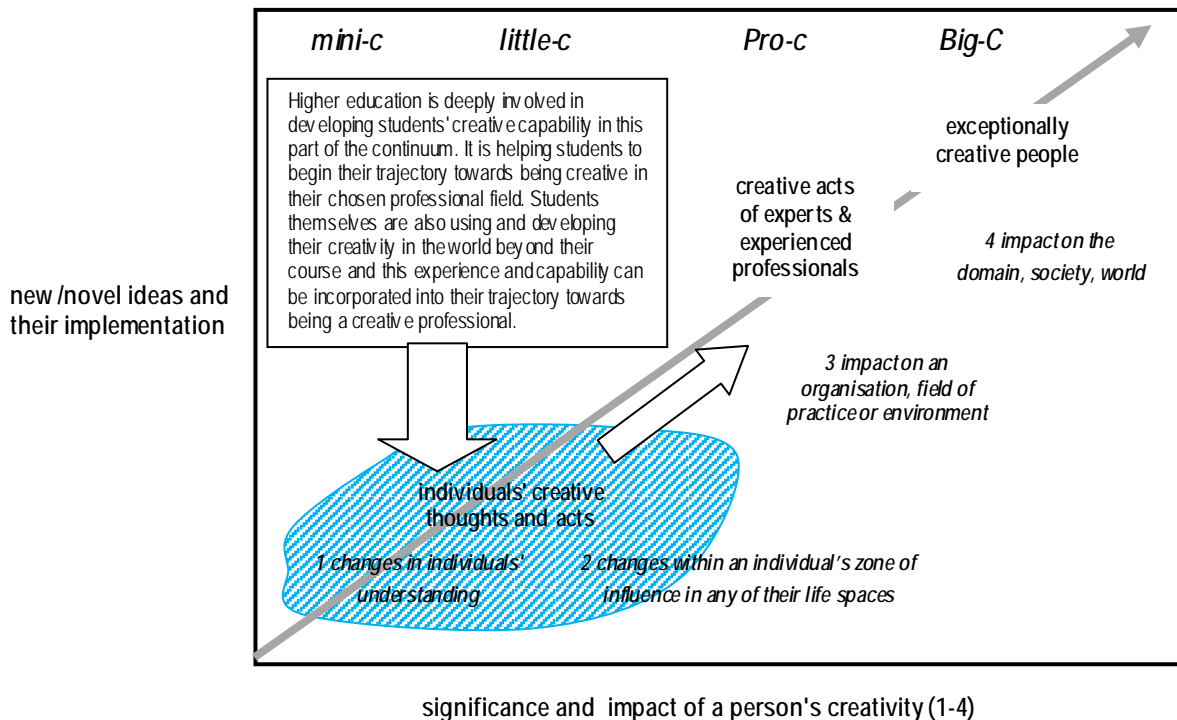 mini-c little-c Pro-c Big-C
Higher education is deeply involved in
developing students' creative capability in this
part of the continuum. It is helping students to
begin their trajectory towards being creative in
their chosen professional field. Students
themselves are also using and developing
their creativity in the world beyond their
course and this experience and capability can
be incorporated into their trajectory towards
being a creative professional.
exceptionally
creative people
creative acts
of experts &
experienced
professionals
4 impact on the
domain, society, world
new /novel ideas and
their implementation
3 impact on an
organisation, field of
practice or environment
individuals' creative
thoughts and acts
1 changes in individuals'
understanding
2 changes within an individual's zone of
influence in any of their life spaces
significance and impact of a person's creativity (1-4)